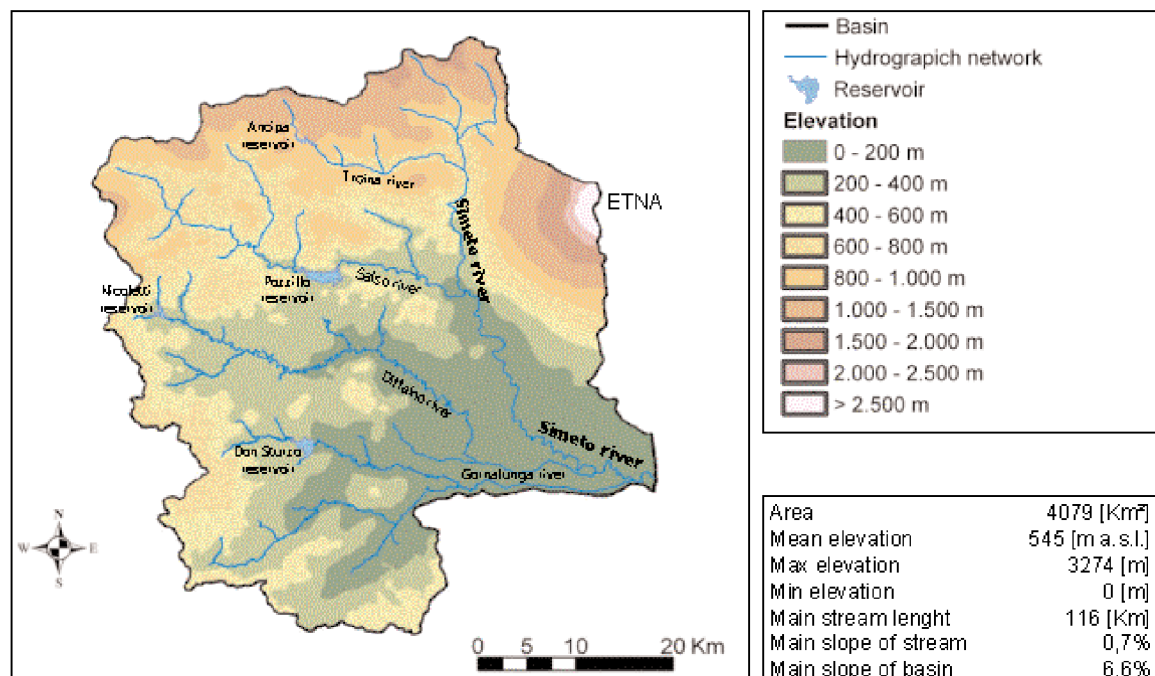 Ancipa
reservoir
Troina river
ETNA
Simeto river
Pozzillo
reservoir
Salso river
Nicoletti
reservoir
Dittaino river
Simeto river
Don Sturzo
reservoir
Gornalunga river
N
W E
S
0 5 10 20 Km
Basin
Hydrograpich network
Reservoir
Elevation
0 - 200 m
200 - 400 m
400 - 600 m
600 - 800 m
800 - 1.000 m
1.000 - 1.500 m
1.500 - 2.000 m
2.000 - 2.500 m
> 2.500 m
Area 4079 [Km²]
Mean elevation 545 [m a.s.l.]
Max elevation 3274 [m]
Min elevation 0 [m]
Main stream lenght 116 [Km]
Main slope of stream 0,7%
Main slope of basin 6,6%